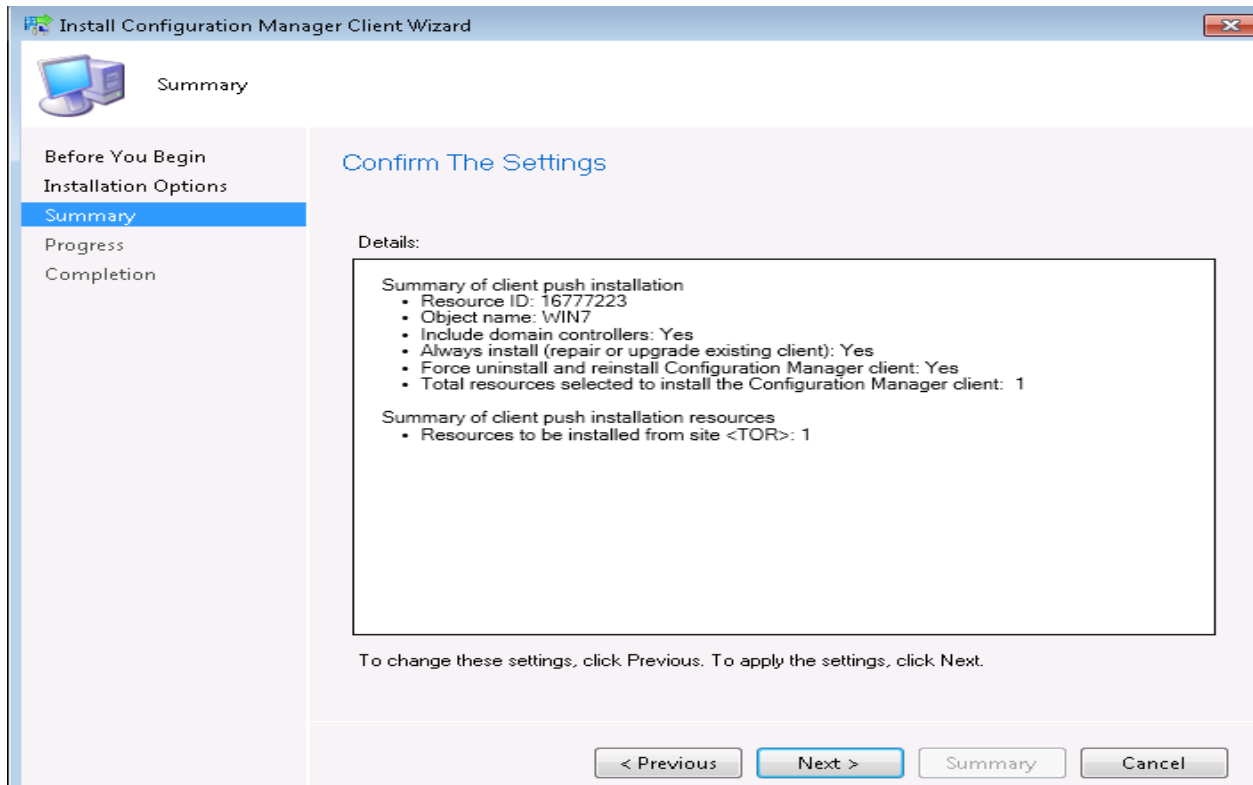 Install Configuration Manager Client Wizard
Summary
Before You Begin
Installation Options
Summary
Progress
Completion
Confirm The Settings
Details:
Summary of client push installation
• Resource ID: 16777223
• Object name: WIN7
• Include domain controllers: Yes
• Always install (repair or upgrade existing client): Yes
• Force uninstall and reinstall Configuration Manager client: Yes
• Total resources selected to install the Configuration Manager client: 1
Summary of client push installation resources
• Resources to be installed from site <TOR>: 1
To change these settings, click Previous. To apply the settings, click Next.
< Previous
Next >
Summary
Cancel